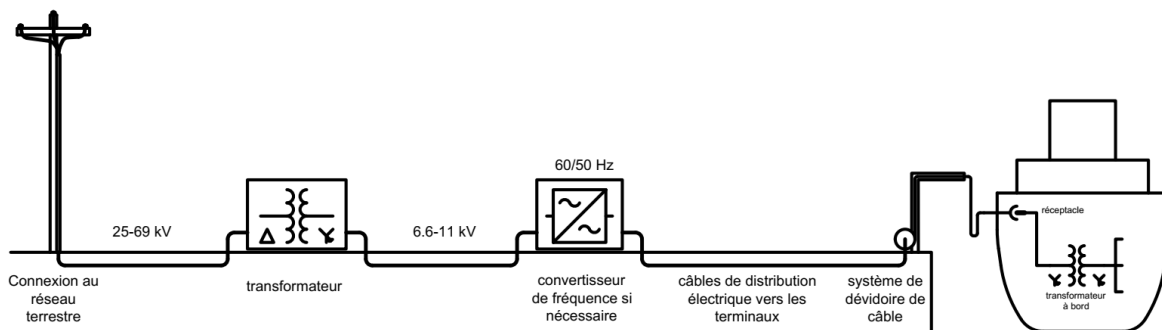 60/50 Hz
25-69 kV
6.6-11 kV
réceptacle
Connexion au
réseau
terrestre
transformateur
convertisseur
de fréquence si
nécessaire
câbles de distribution
électrique vers les
terminaux
système de
dévidoire de
câble
transformateur
à bord